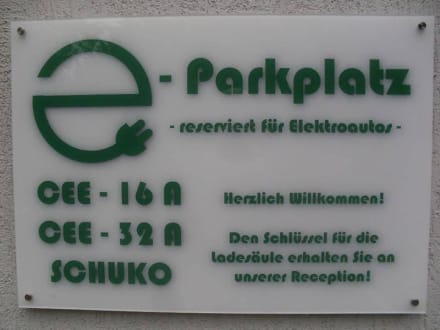 e - Parkplatz
- reserviert für Elektroautos -
CEE - 16 A
CEE - 32 A
SCHUKO
Herzlich Willkommen!
Den Schlüssel für die
Ladesäule erhalten Sie an
unserer Reception!